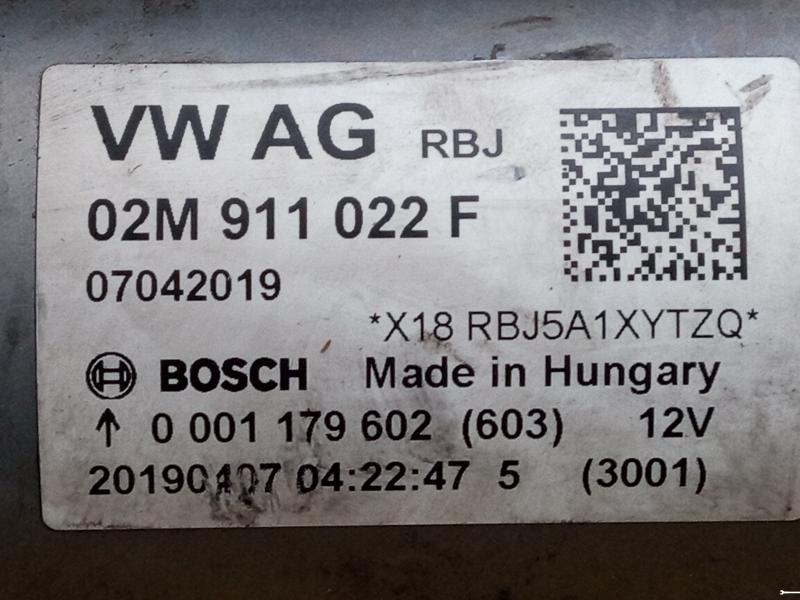 VW AG RBJ
02M 911 022 F
07042019
*X18 RBJ5A1XYTZQ*
BOSCH Made in Hungary
↑ 0 001 179 602 (603) 12V
20190407 04:22:47 5 (3001)